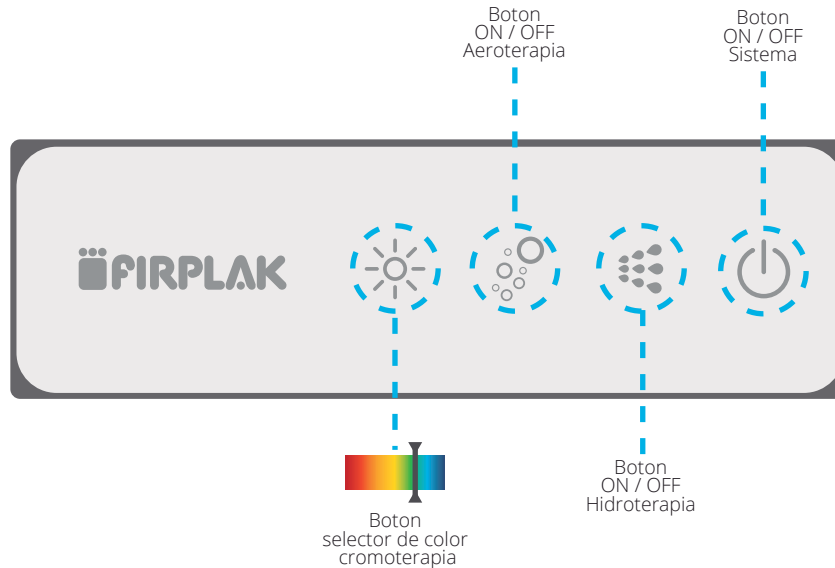 Boton
ON / OFF
Aeroterapia
Boton
ON / OFF
Sistema
FIRPLAK
Boton
selector de color
cromoterapia
Boton
ON / OFF
Hidroterapia